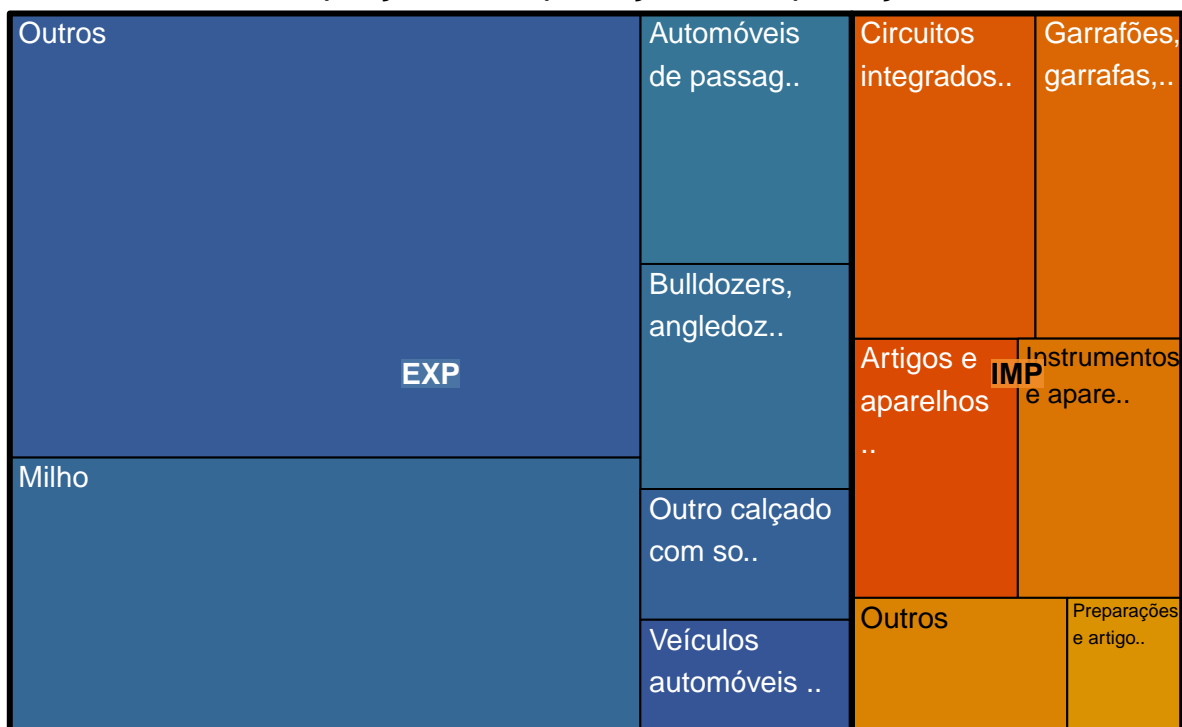 Outros
Automóveis
de passag..
Bulldozers,
angledoz..
EXP
Milho
Outro calçado
com so..
Veículos
automóveis ..
Circuitos
integrados..
Garrafões,
garrafas,..
Artigos e
aparelhos
..
IMP
Instrumentos
e apare..
Outros
Preparações
e artigo..